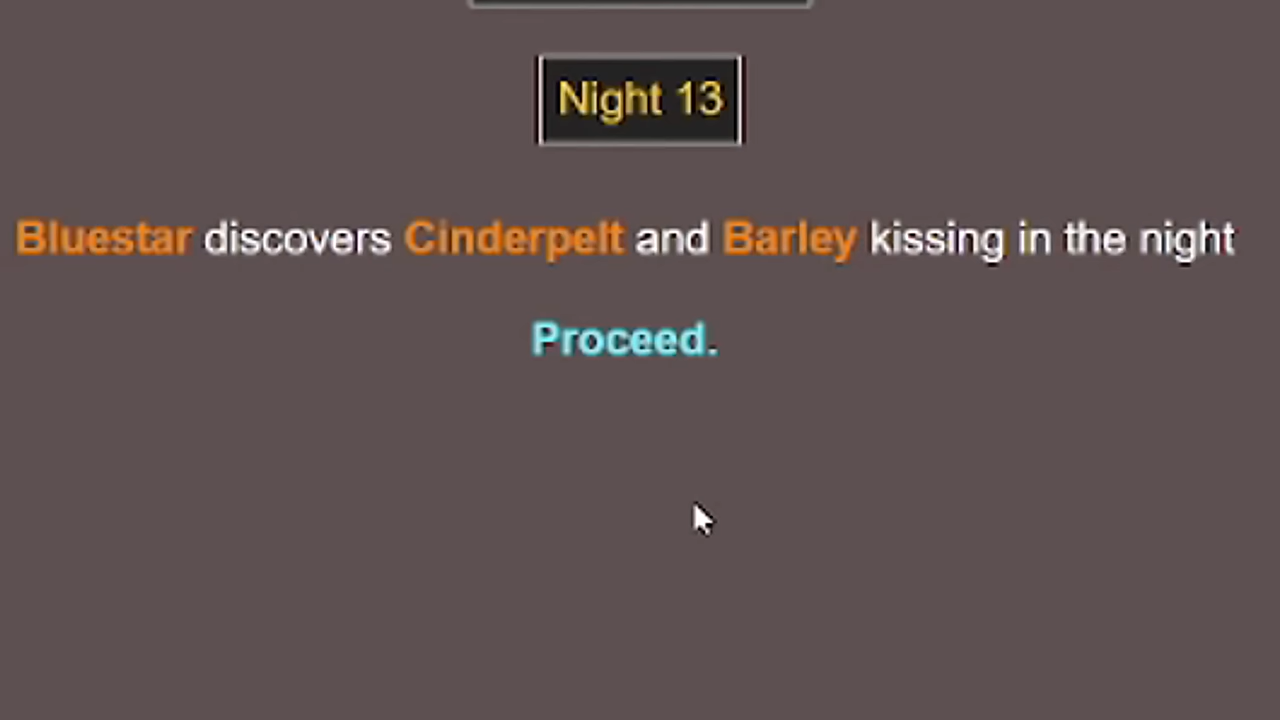 Night 13
Bluestar discovers Cinderpelt and Barley kissing in the night
Proceed.